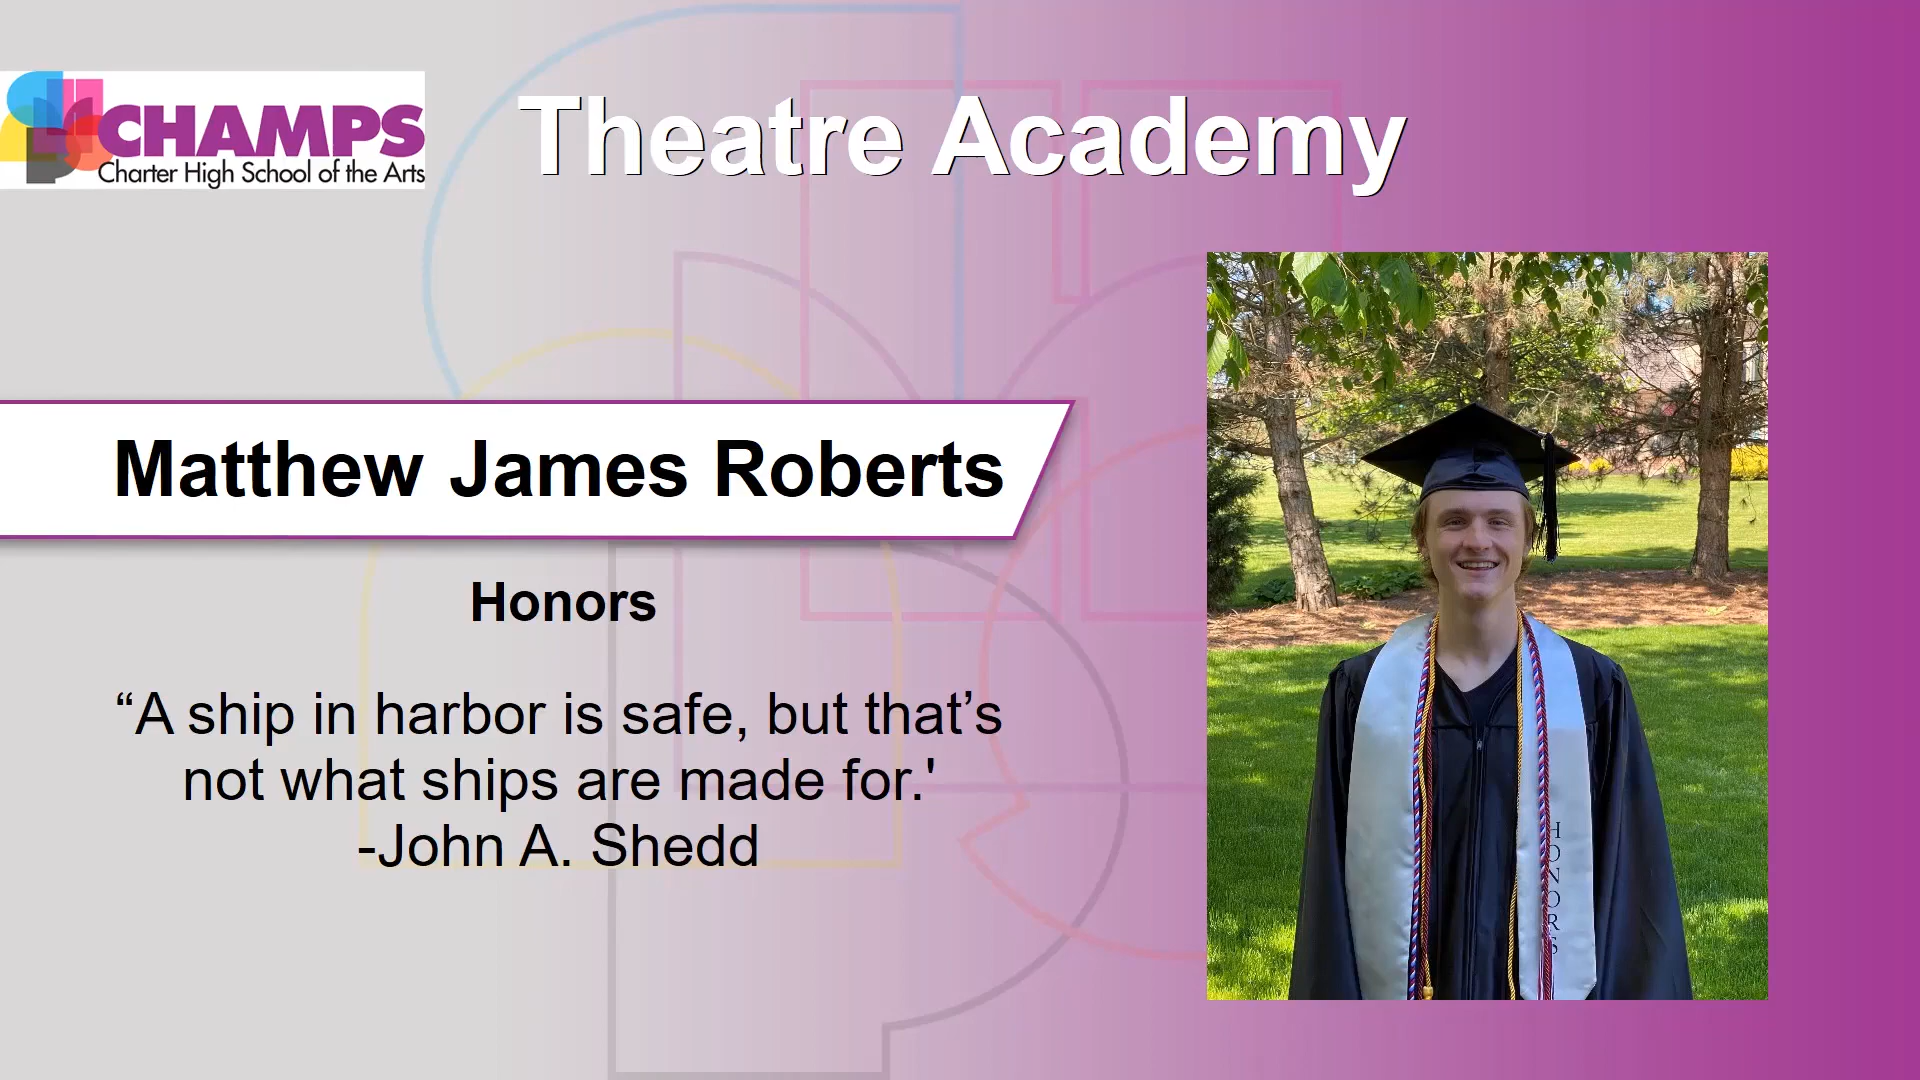 CHAMPS
Charter High School of the Arts
Theatre Academy
Matthew James Roberts
Honors
“A ship in harbor is safe, but that’s
not what ships are made for.'
-John A. Shedd
HONORS